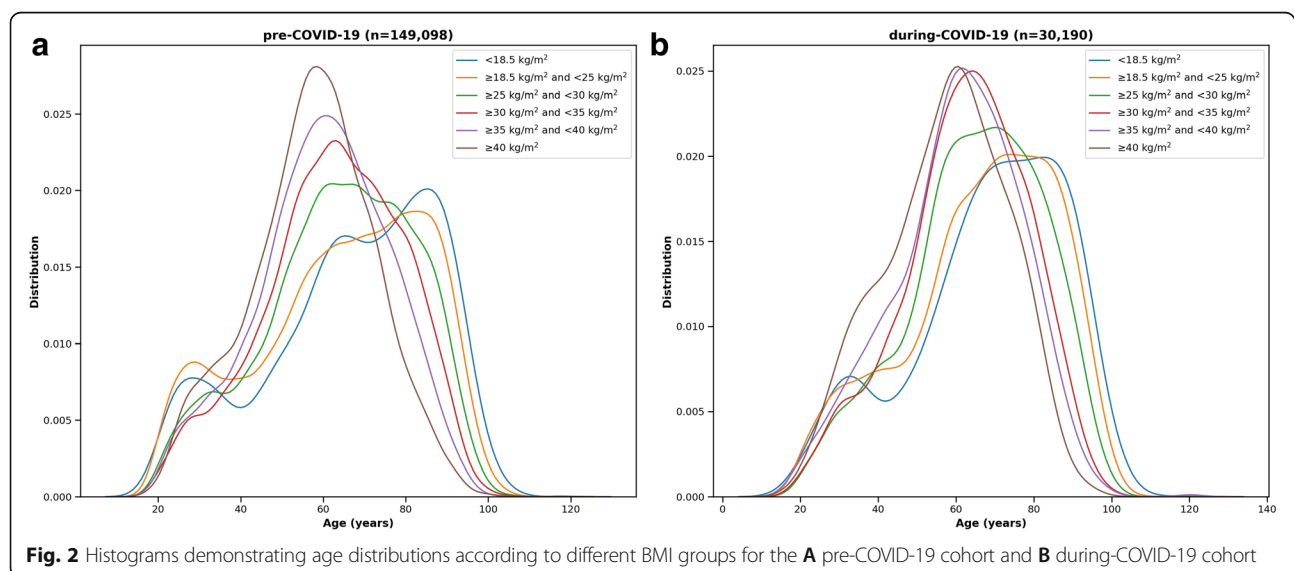 a
pre-COVID-19 (n=149,098)
<18.5 kg/m²
≥18.5 kg/m² and <25 kg/m²
≥25 kg/m² and <30 kg/m²
≥30 kg/m² and <35 kg/m²
≥35 kg/m² and <40 kg/m²
≥40 kg/m²
Distribution
0.025
0.020
0.015
0.010
0.005
0.000
20 40 60 80 100 120
Age (years)
b
during-COVID-19 (n=30,190)
<18.5 kg/m²
≥18.5 kg/m² and <25 kg/m²
≥25 kg/m² and <30 kg/m²
≥30 kg/m² and <35 kg/m²
≥35 kg/m² and <40 kg/m²
≥40 kg/m²
Distribution
0.025
0.020
0.015
0.010
0.005
0.000
0 20 40 60 80 100 120 140
Age (years)
Fig. 2 Histograms demonstrating age distributions according to different BMI groups for the A pre-COVID-19 cohort and B during-COVID-19 cohort